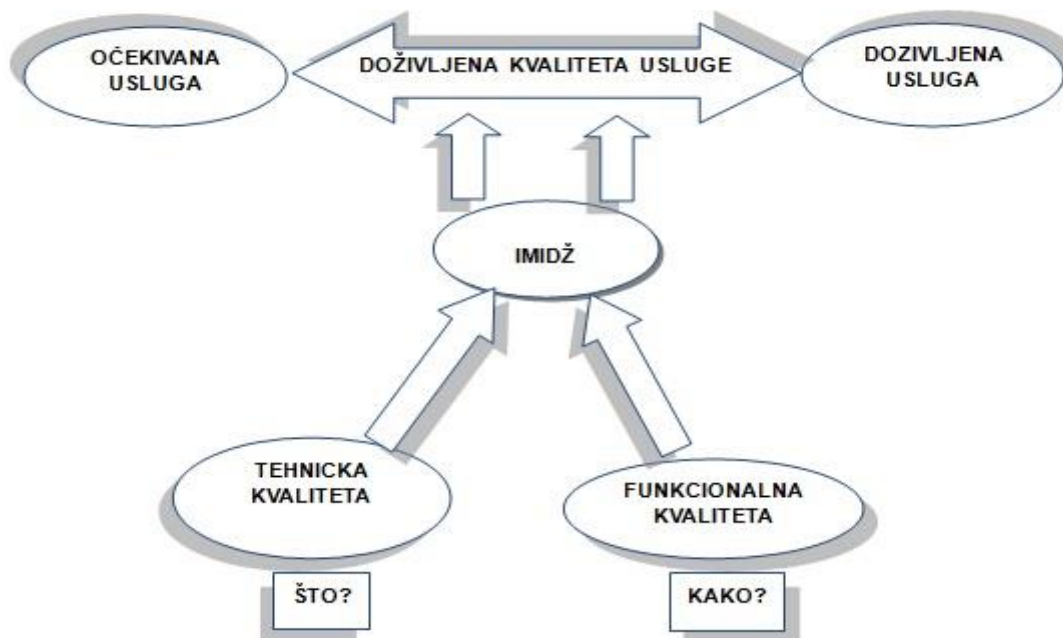 OČEKIVANA
USLUGA
DOŽIVLJENA KVALITETA USLUGE
DOZIVLJENA
USLUGA
IMIDŽ
TEHNICKA
KVALITETA
FUNKCIONALNA
KVALITETA
ŠTO?
KAKO?